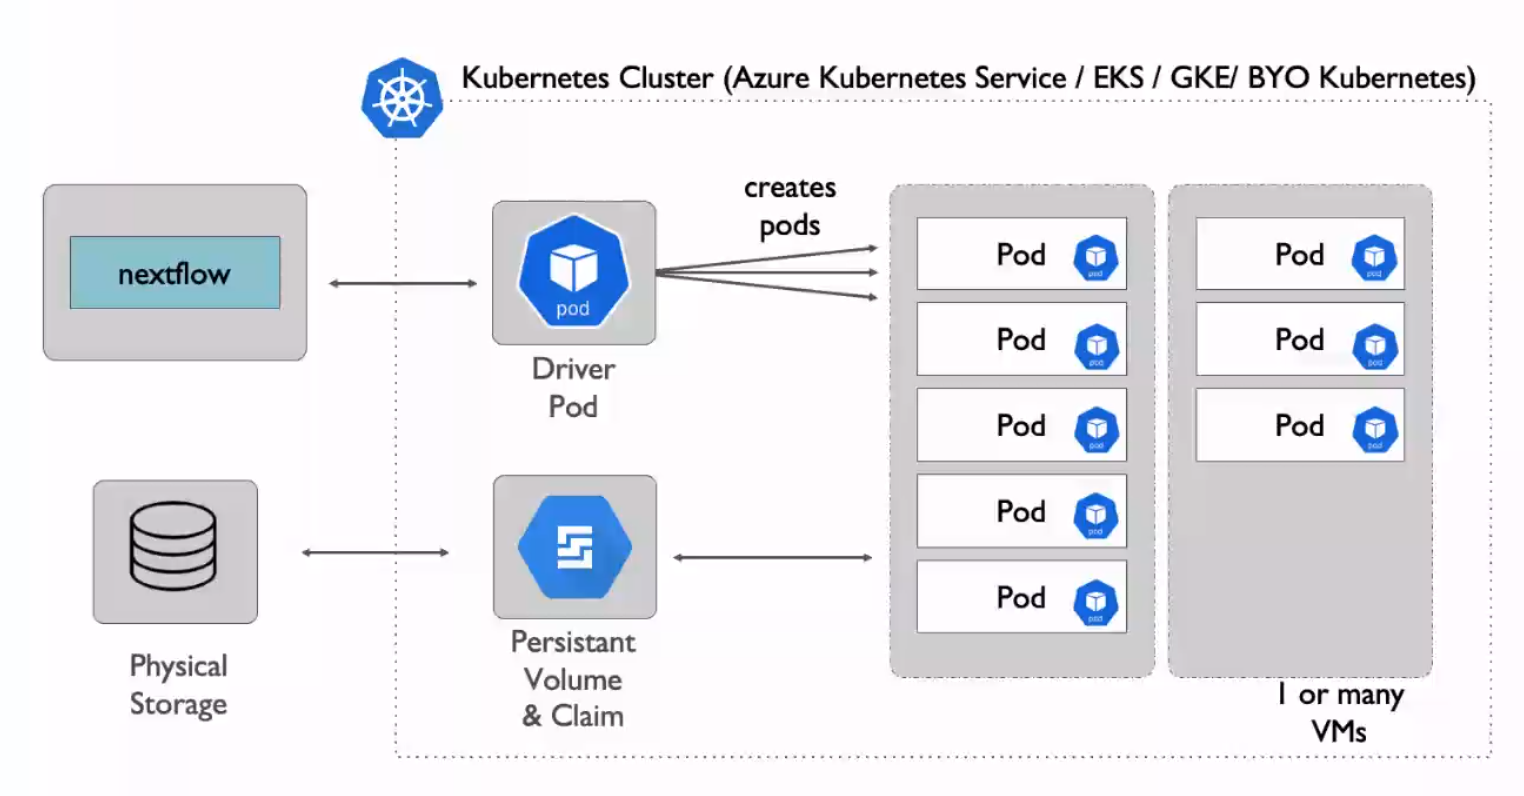 Kubernetes Cluster (Azure Kubernetes Service / EKS / GKE/ BYO Kubernetes)
nextflow
pod
Driver
Pod
creates
pods
Pod
pod
Pod
pod
Pod
pod
Pod
pod
Pod
pod
Pod
pod
Pod
pod
Pod
pod
Physical
Storage
Persistant
Volume
& Claim
1 or many
VMs